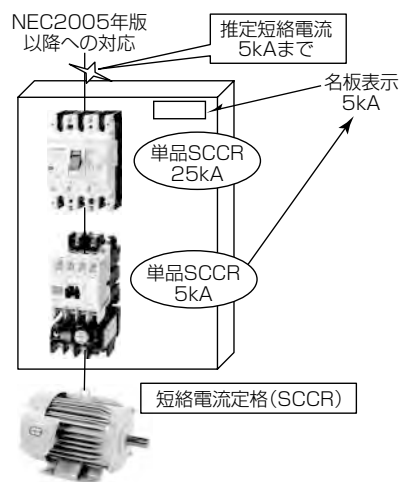 NEC2005年版
以降への対応
推定短絡電流
5kAまで
名板表示
5kA
単品SCCR
25kA
単品SCCR
5kA
短絡電流定格(SCCR)